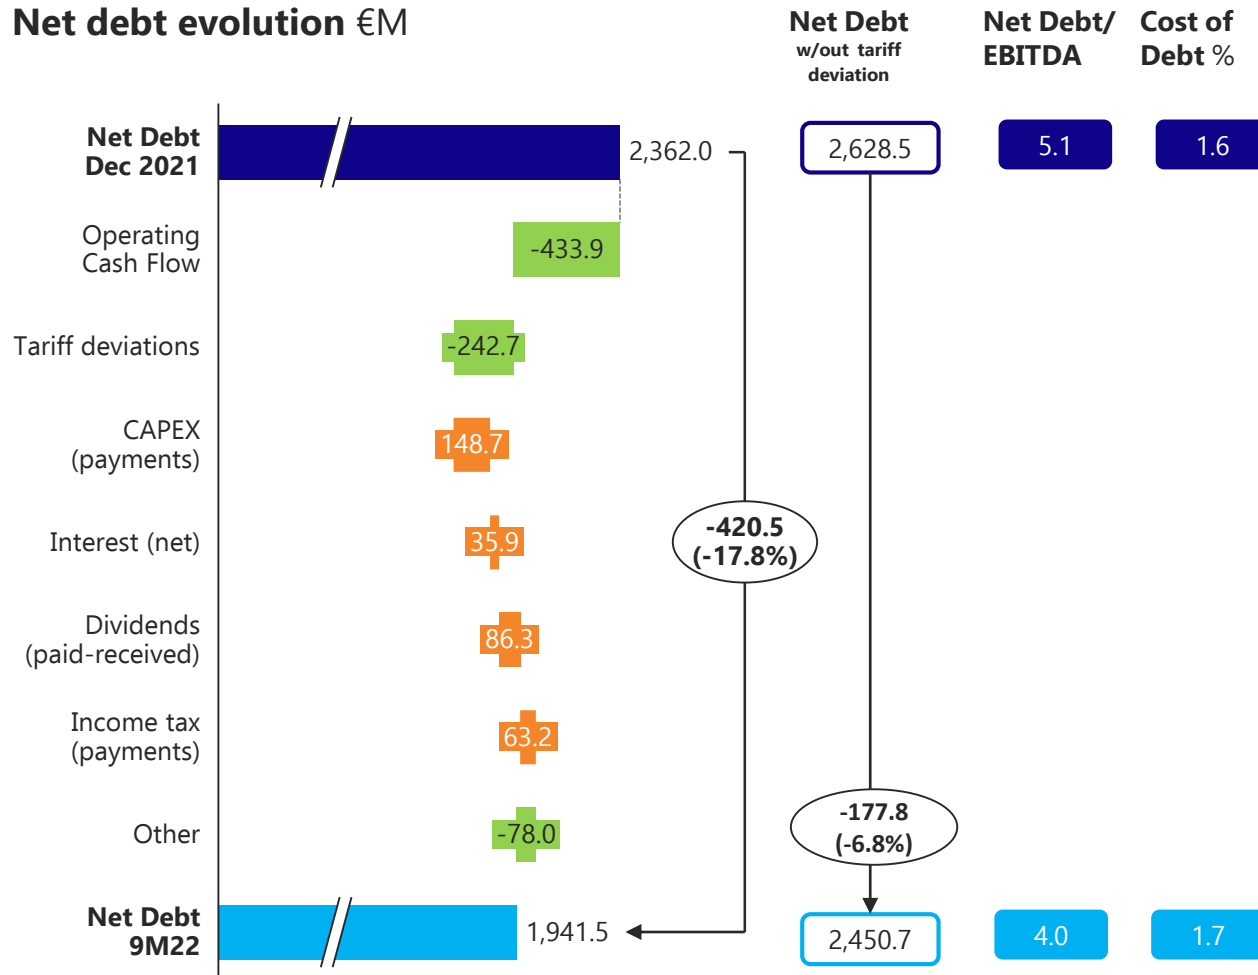 Net debt evolution €M
Net Debt
w/out tariff
deviation
Net Debt/
EBITDA
Cost of
Debt %
Net Debt
Dec 2021
2,362.0
2,628.5
5.1
1.6
Operating
Cash Flow
-433.9
Tariff deviations
-242.7
CAPEX
(payments)
148.7
Interest (net)
35.9
-420.5
(-17.8%)
Dividends
(paid-received)
86.3
Income tax
(payments)
63.2
Other
-78.0
-177.8
(-6.8%)
Net Debt
9M22
1,941.5
2,450.7
4.0
1.7